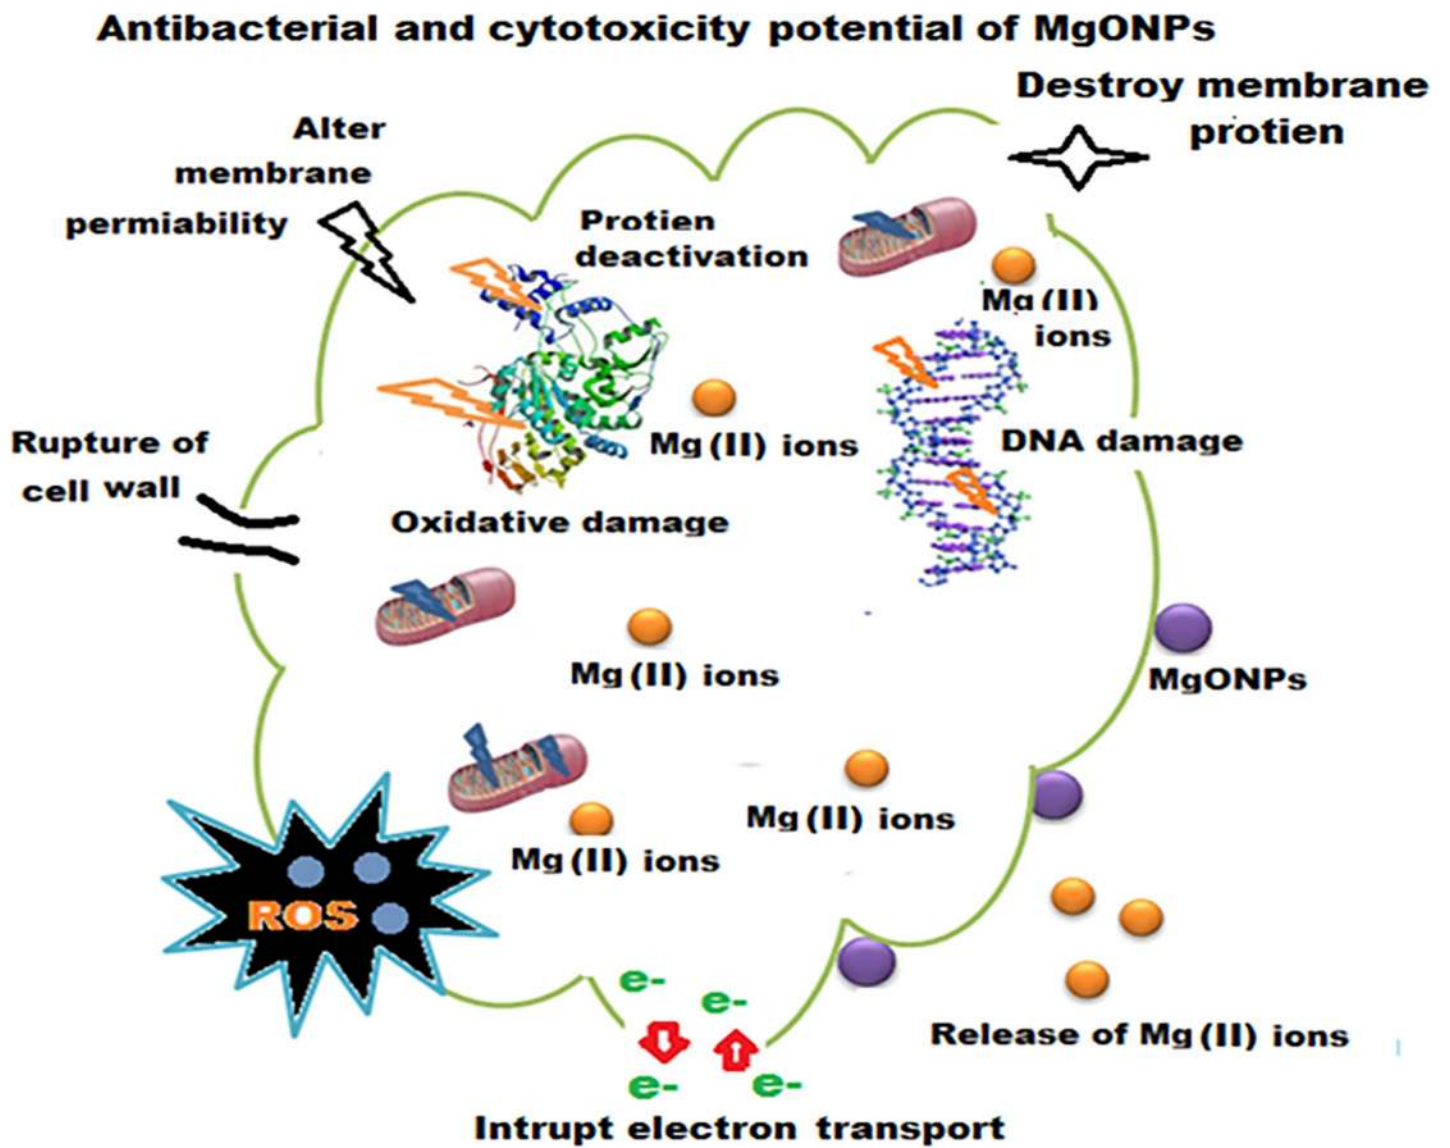 Antibacterial and cytotoxicity potential of MgONPs
Destroy membrane
protien
Alter
membrane
permiability
Protien
deactivation
Mg (II)
ions
Mg (II) ions
DNA damage
Rupture of
cell wall
Oxidative damage
Mg (II) ions
MgONPs
Mg (II) ions
Mg (II) ions
ROS
e-
e-
e-
e-
Release of Mg (II) ions
Intrupt electron transport